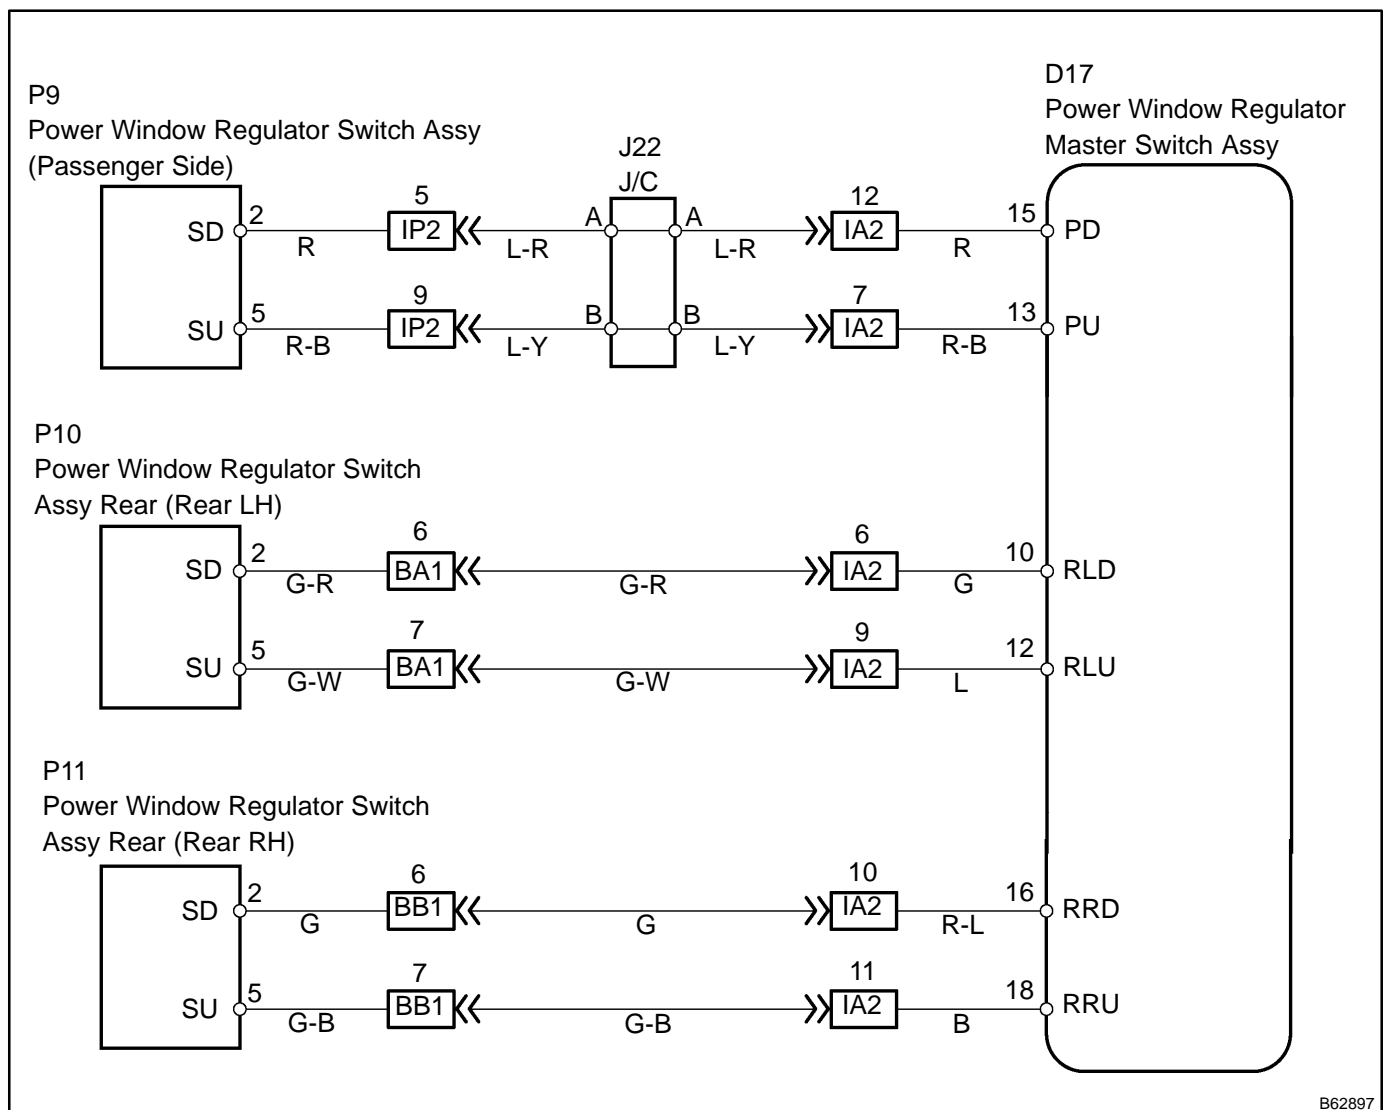 P9
Power Window Regulator Switch Assy
(Passenger Side)
D17
Power Window Regulator
Master Switch Assy
J22
J/C
SD 2 R 5 IP2 L-R A A L-R 12 IA2 R 15 PD
SU 5 R-B 9 IP2 L-Y B B L-Y 7 IA2 R-B 13 PU
P10
Power Window Regulator Switch
Assy Rear (Rear LH)
SD 2 G-R 6 BA1 G-R 6 IA2 G 10 RLD
SU 5 G-W 7 BA1 G-W 9 IA2 L 12 RLU
P11
Power Window Regulator Switch
Assy Rear (Rear RH)
SD 2 G 6 BB1 G 10 IA2 R-L 16 RRD
SU 5 G-B 7 BB1 G-B 11 IA2 B 18 RRU
B62897